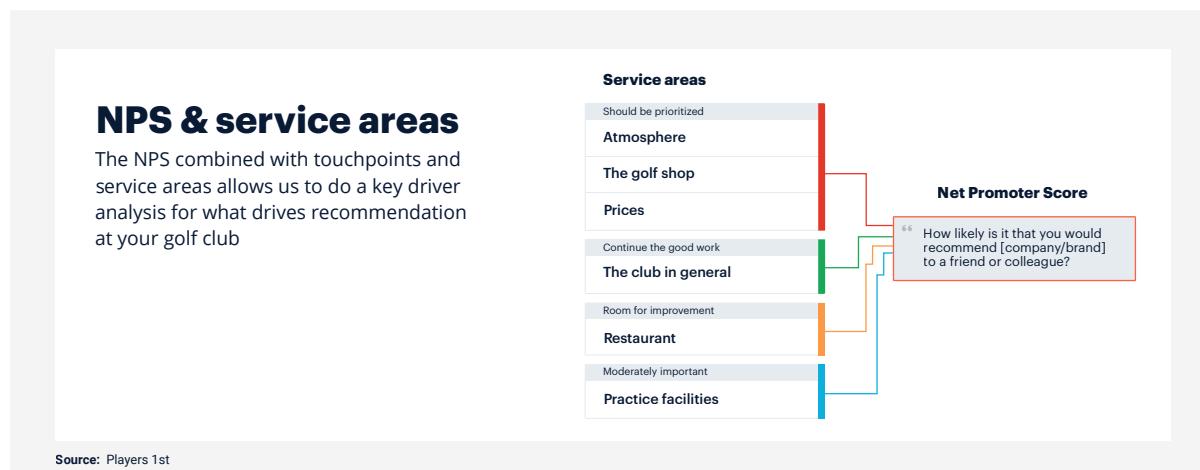 NPS & service areas
The NPS combined with touchpoints and
service areas allows us to do a key driver
analysis for what drives recommendation
at your golf club
Service areas
Should be prioritized
Atmosphere
The golf shop
Prices
Continue the good work
The club in general
Room for improvement
Restaurant
Moderately important
Practice facilities
Net Promoter Score
“ How likely is it that you would
recommend [company/brand]
to a friend or colleague?
Source: Players 1st